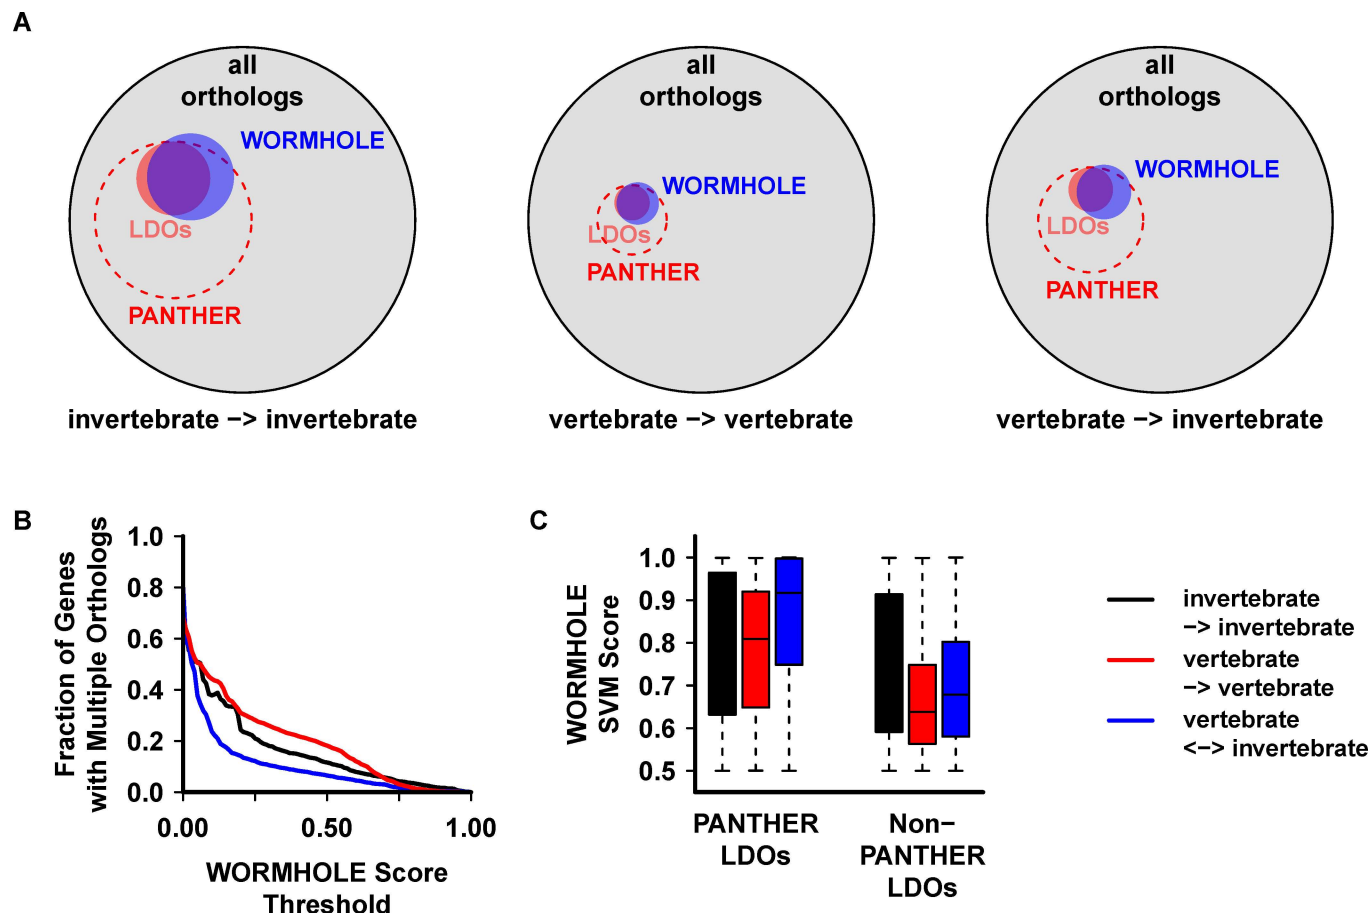 A
all
orthologs
WORMHOLE
LDOs
PANTHER
invertebrate −> invertebrate
all
orthologs
WORMHOLE
LDOs
PANTHER
vertebrate −> vertebrate
all
orthologs
WORMHOLE
LDOs
PANTHER
vertebrate −> invertebrate
B
Fraction of Genes
with Multiple Orthologs
1.0
0.8
0.6
0.4
0.2
0.0
0.00
0.50
1.00
WORMHOLE Score
Threshold
C
WORMHOLE
SVM Score
1.0
0.9
0.8
0.7
0.6
0.5
PANTHER
LDOs
Non−
PANTHER
LDOs
invertebrate
−> invertebrate
vertebrate
−> vertebrate
vertebrate
<−> invertebrate